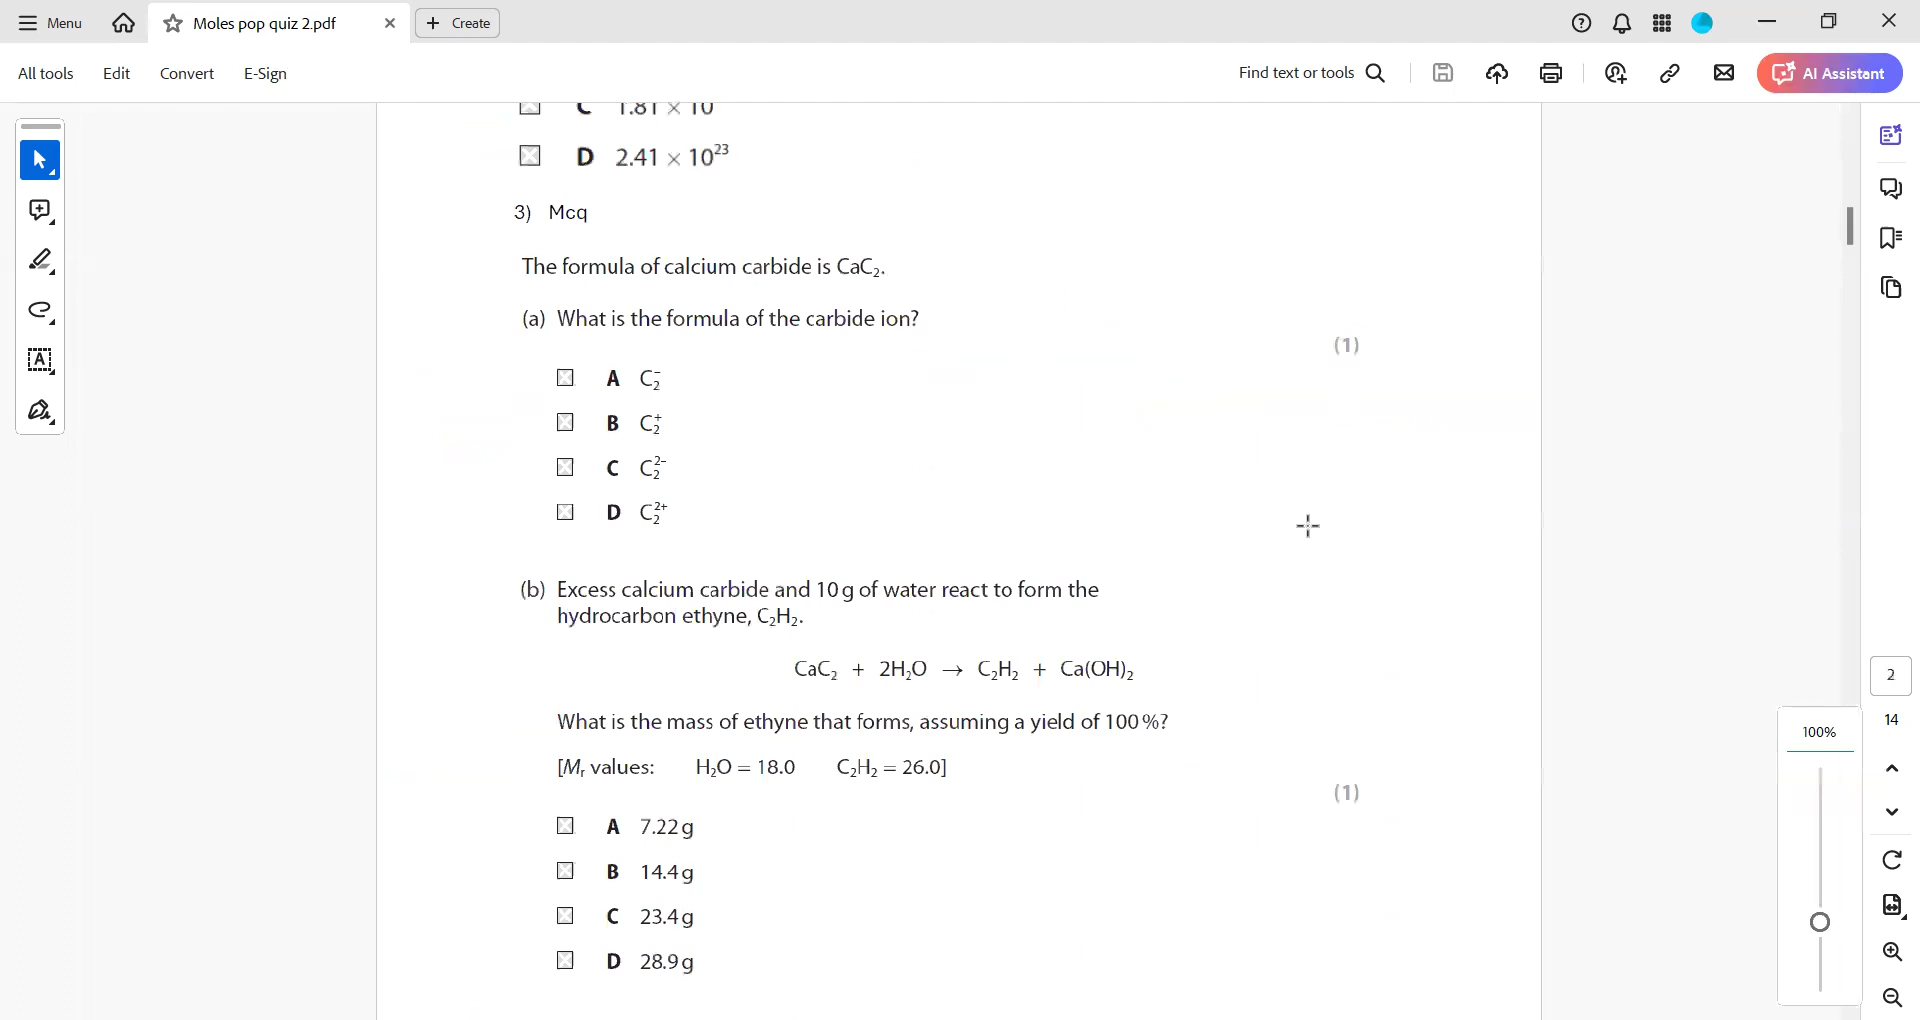 Menu
Moles pop quiz 2.pdf
Create
All tools
Edit
Convert
E-Sign
Find text or tools
AI Assistant
C 1.81 × 10
D 2.41 × 10²³
3) Mcq
The formula of calcium carbide is CaC₂.
(a) What is the formula of the carbide ion?
(1)
A C₂⁻
B C₂⁺
C C₂²⁻
D C₂²⁺
(b) Excess calcium carbide and 10 g of water react to form the
hydrocarbon ethyne, C₂H₂.
CaC₂ + 2H₂O → C₂H₂ + Ca(OH)₂
What is the mass of ethyne that forms, assuming a yield of 100 %?
[Mᵣ values: H₂O = 18.0 C₂H₂ = 26.0]
(1)
A 7.22 g
B 14.4 g
C 23.4 g
D 28.9 g
2
14
100%